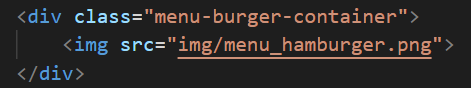 <div class="menu-burger-container">
    <img src="img/menu_hamburger.png">
</div>